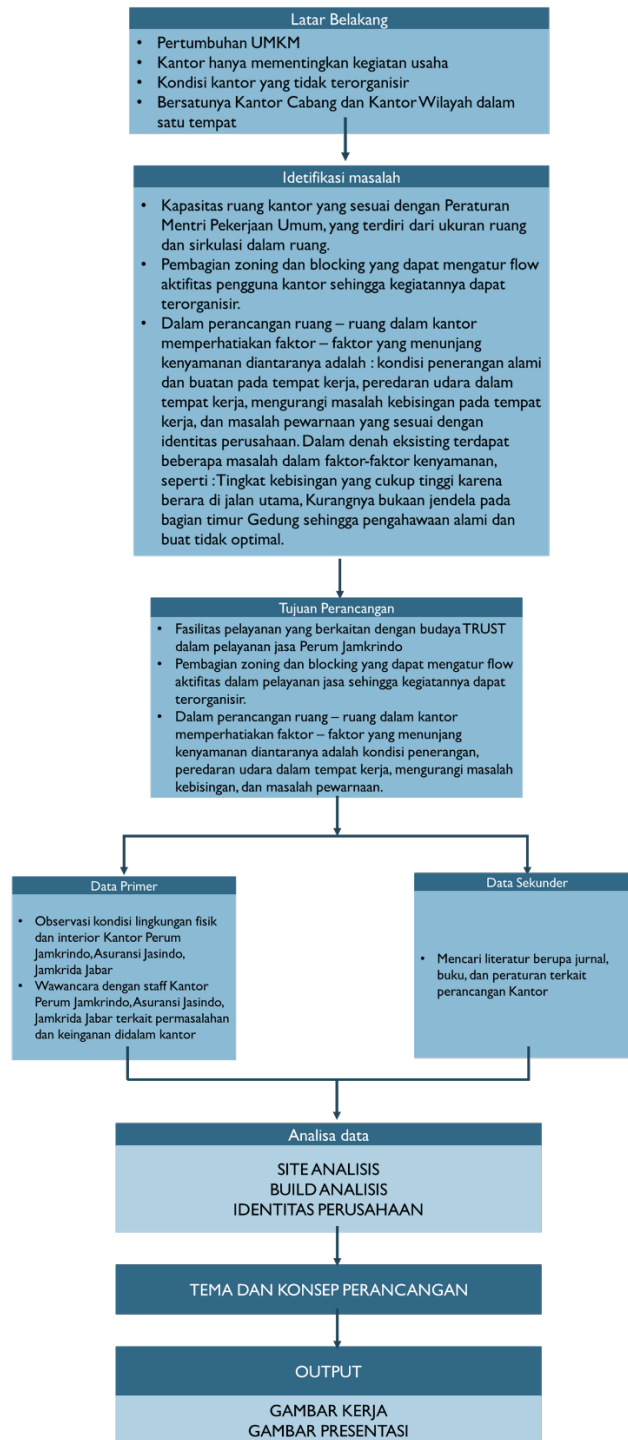 Latar Belakang
• Pertumbuhan UMKM
• Kantor hanya mementingkan kegiatan usaha
• Kondisi kantor yang tidak terorganisir
• Bersatunya Kantor Cabang dan Kantor Wilayah dalam
satu tempat
Idetifikasi masalah
• Kapasitas ruang kantor yang sesuai dengan Peraturan
Mentri Pekerjaan Umum, yang terdiri dari ukuran ruang
dan sirkulasi dalam ruang.
• Pembagian zoning dan blocking yang dapat mengatur flow
aktifitas pengguna kantor sehingga kegiatannya dapat
terorganisir.
• Dalam perancangan ruang – ruang dalam kantor
memperhatiakan faktor – faktor yang menunjang
kenyamanan diantaranya adalah : kondisi penerangan alami
dan buatan pada tempat kerja, peredaran udara dalam
tempat kerja, mengurangi masalah kebisingan pada tempat
kerja, dan masalah pewarnaan yang sesuai dengan
identitas perusahaan. Dalam denah eksisting terdapat
beberapa masalah dalam faktor-faktor kenyamanan,
seperti : Tingkat kebisingan yang cukup tinggi karena
berara di jalan utama, Kurangnya bukaan jendela pada
bagian timur Gedung sehingga pengahawaan alami dan
buat tidak optimal.
Tujuan Perancangan
• Fasilitas pelayanan yang berkaitan dengan budaya TRUST
dalam pelayanan jasa Perum Jamkrindo
• Pembagian zoning dan blocking yang dapat mengatur flow
aktifitas dalam pelayanan jasa sehingga kegiatannya dapat
terorganisir.
• Dalam perancangan ruang – ruang dalam kantor
memperhatiakan faktor – faktor yang menunjang
kenyamanan diantaranya adalah kondisi penerangan,
peredaran udara dalam tempat kerja, mengurangi masalah
kebisingan, dan masalah pewarnaan.
Data Primer
• Observasi kondisi lingkungan fisik
dan interior Kantor Perum
Jamkrindo, Asuransi Jasindo,
Jamkrida Jabar
• Wawancara dengan staff Kantor
Perum Jamkrindo, Asuransi Jasindo,
Jamkrida Jabar terkait permasalahan
dan keinganan didalam kantor
Data Sekunder
• Mencari literatur berupa jurnal,
buku, dan peraturan terkait
perancangan Kantor
Analisa data
SITE ANALISIS
BUILD ANALISIS
IDENTITAS PERUSAHAAN
TEMA DAN KONSEP PERANCANGAN
OUTPUT
GAMBAR KERJA
GAMBAR PRESENTASI